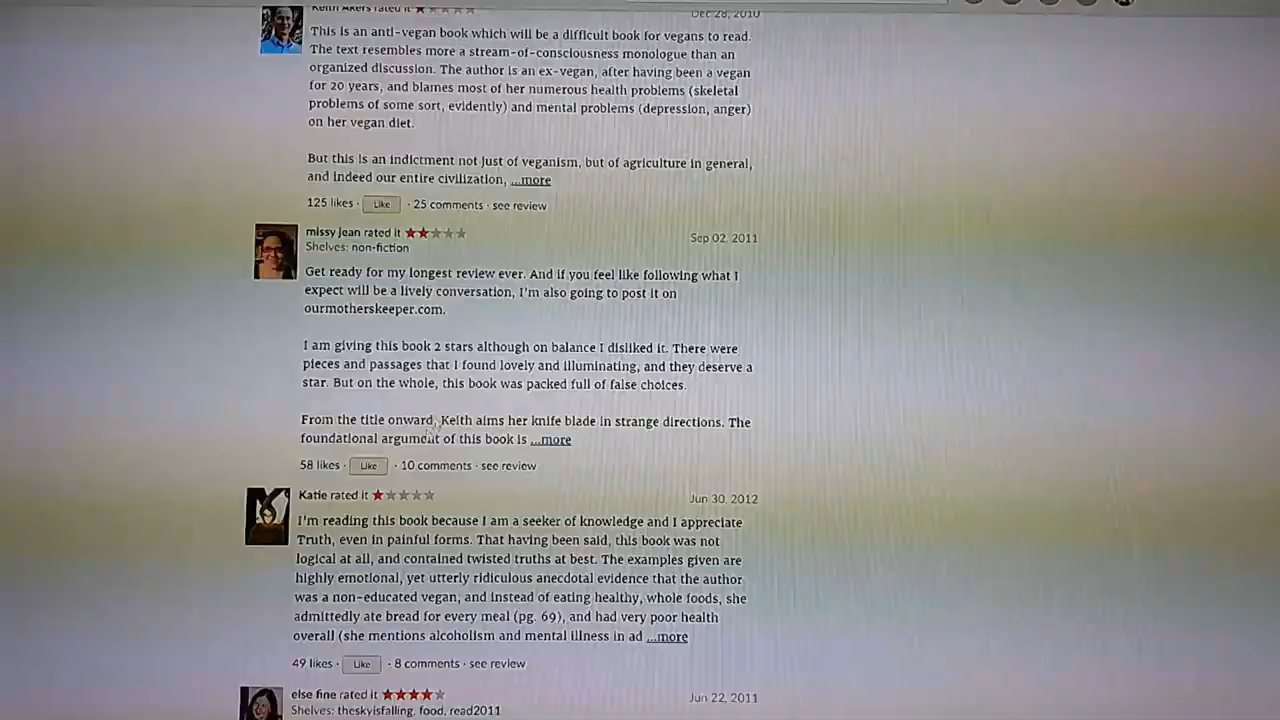 Keith Akers rated it
Dec 28, 2010
This is an anti-vegan book which will be a difficult book for vegans to read.
The text resembles more a stream-of-consciousness monologue than an
organized discussion. The author is an ex-vegan, after having been a vegan
for 20 years, and blames most of her numerous health problems (skeletal
problems of some sort, evidently) and mental problems (depression, anger)
on her vegan diet.
But this is an indictment not just of veganism, but of agriculture in general,
and indeed our entire civilization, ...more
125 likes · Like · 25 comments · see review
missy jean rated it
Sep 02, 2011
Shelves: non-fiction
Get ready for my longest review ever. And if you feel like following what I
expect will be a lively conversation, I'm also going to post it on
ourmotherskeeper.com.
I am giving this book 2 stars although on balance I disliked it. There were
pieces and passages that I found lovely and illuminating, and they deserve a
star. But on the whole, this book was packed full of false choices.
From the title onward, Keith aims her knife blade in strange directions. The
foundational argument of this book is ...more
58 likes · Like · 10 comments · see review
Katie rated it
Jun 30, 2012
I'm reading this book because I am a seeker of knowledge and I appreciate
Truth, even in painful forms. That having been said, this book was not
logical at all, and contained twisted truths at best. The examples given are
highly emotional, yet utterly ridiculous anecdotal evidence that the author
was a non-educated vegan, and instead of eating healthy, whole foods, she
admittedly ate bread for every meal (pg. 69), and had very poor health
overall (she mentions alcoholism and mental illness in ad ...more
49 likes · Like · 8 comments · see review
else fine rated it
Jun 22, 2011
Shelves: theskyisfalling, food, read2011